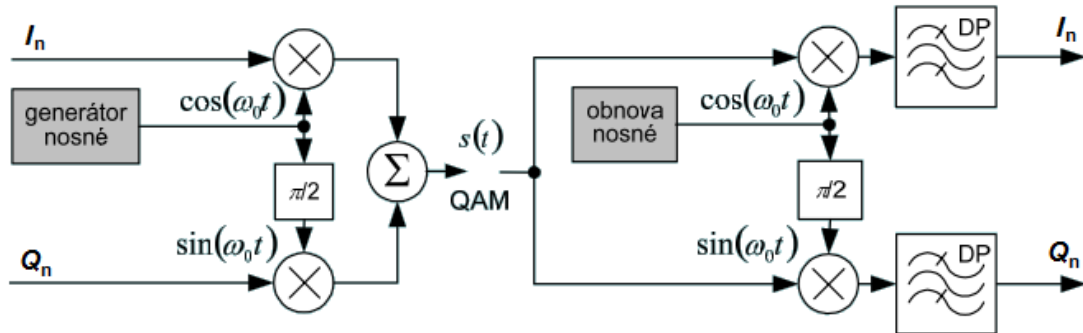 Iₙ
generátor
nosné
cos(ω₀t)
π/2
sin(ω₀t)
Qₙ
Σ
s(t)
QAM
obnova
nosné
cos(ω₀t)
π/2
sin(ω₀t)
DP
Iₙ
DP
Qₙ